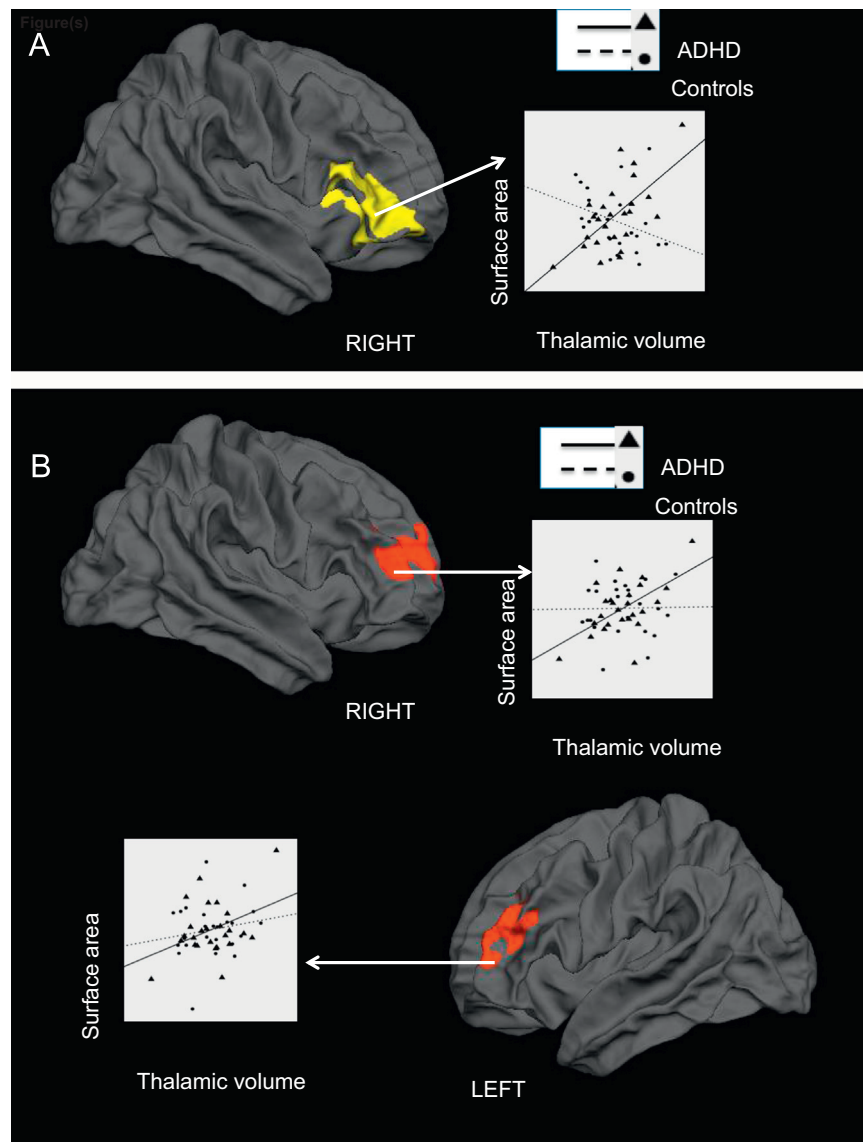 Figure(s)
A
ADHD
Controls
Surface area
RIGHT
Thalamic volume
B
ADHD
Controls
Surface area
RIGHT
Thalamic volume
Surface area
Thalamic volume
LEFT